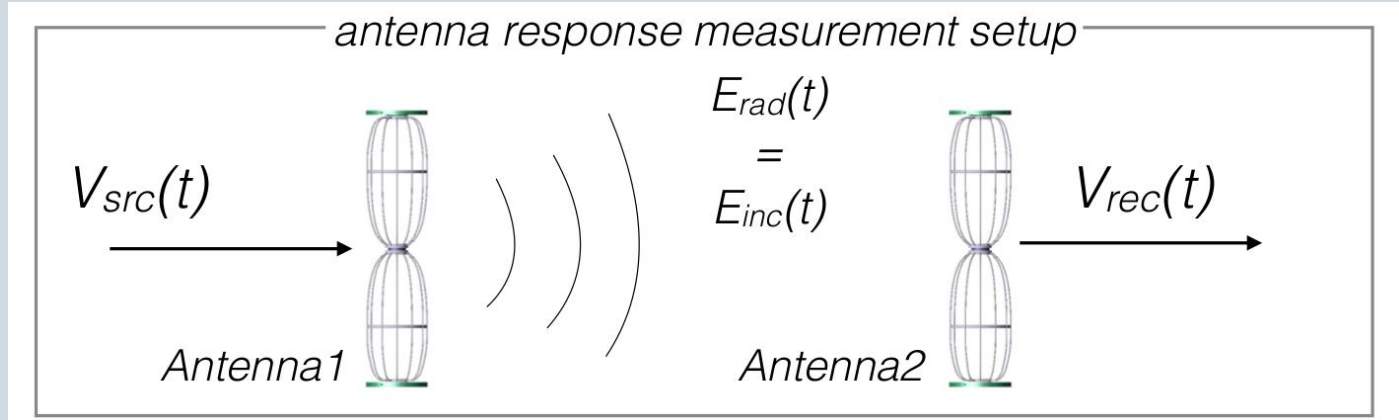 antenna response measurement setup
Vsrc(t)
Erad(t)
=
Einc(t)
Vrec(t)
Antenna1
Antenna2